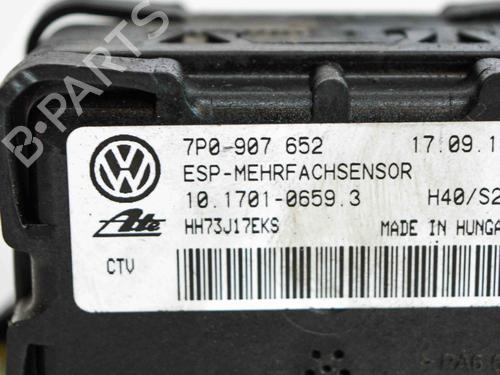 7P0-907 652 17.09.1
ESP-MEHRFACHSENSOR
10.1701-0659.3 H40/S2
Ate HH73J17EKS MADE IN HUNGA
CTV